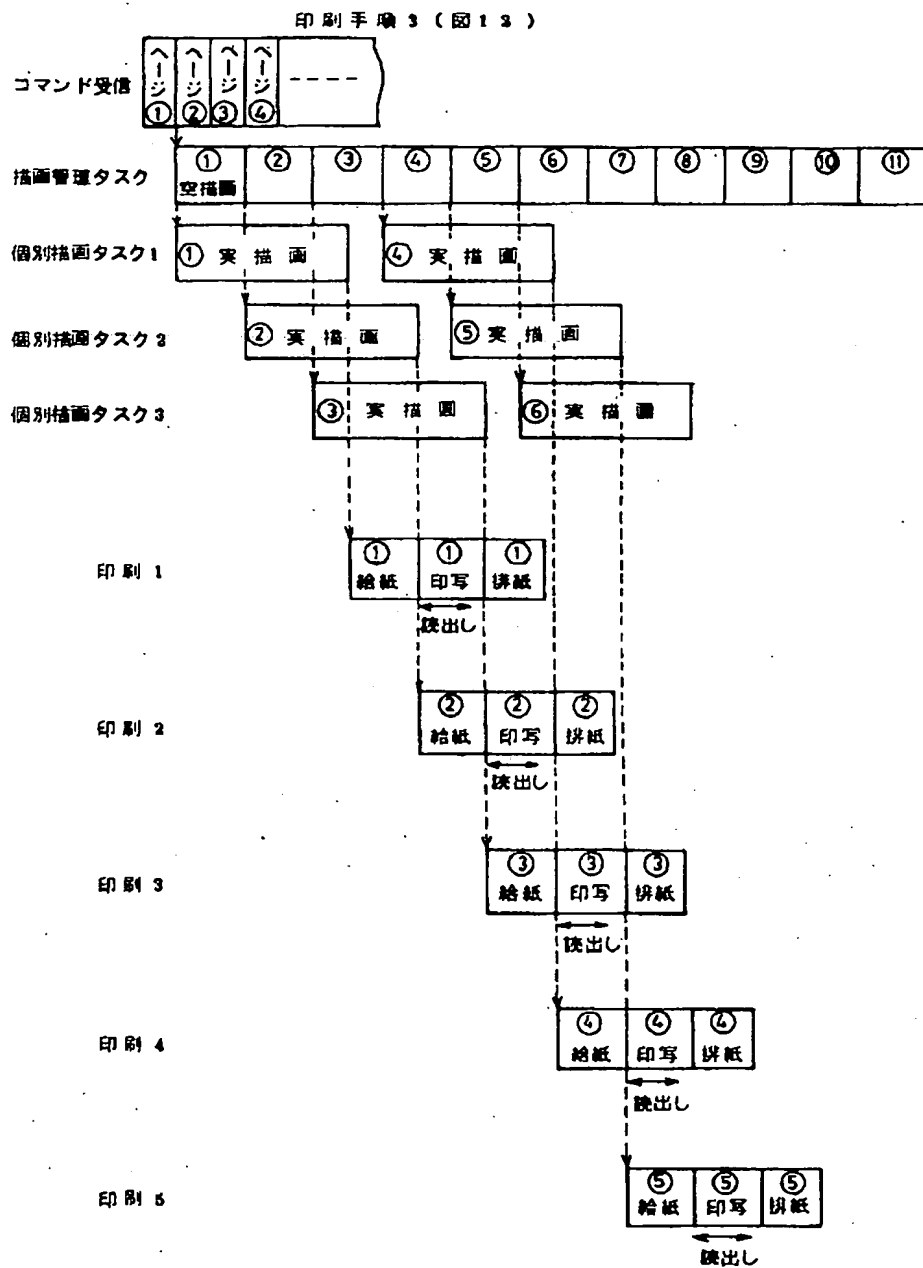 印刷手順3(図12)
コマンド受信
ページ① ページ② ページ③ ページ④
描画管理タスク
① ② ③ ④ ⑤ ⑥ ⑦ ⑧ ⑨ ⑩ ⑪
空描画
個別描画タスク1
①実描画 ④実描画
個別描画タスク2
②実描画 ⑤実描画
個別描画タスク3
③実描画 ⑥実描画
印刷1
① ① ①
給紙 印写 排紙
読出し
印刷2
② ② ②
給紙 印写 排紙
読出し
印刷3
③ ③ ③
給紙 印写 排紙
読出し
印刷4
④ ④ ④
給紙 印写 排紙
読出し
印刷5
⑤ ⑤ ⑤
給紙 印写 排紙
読出し